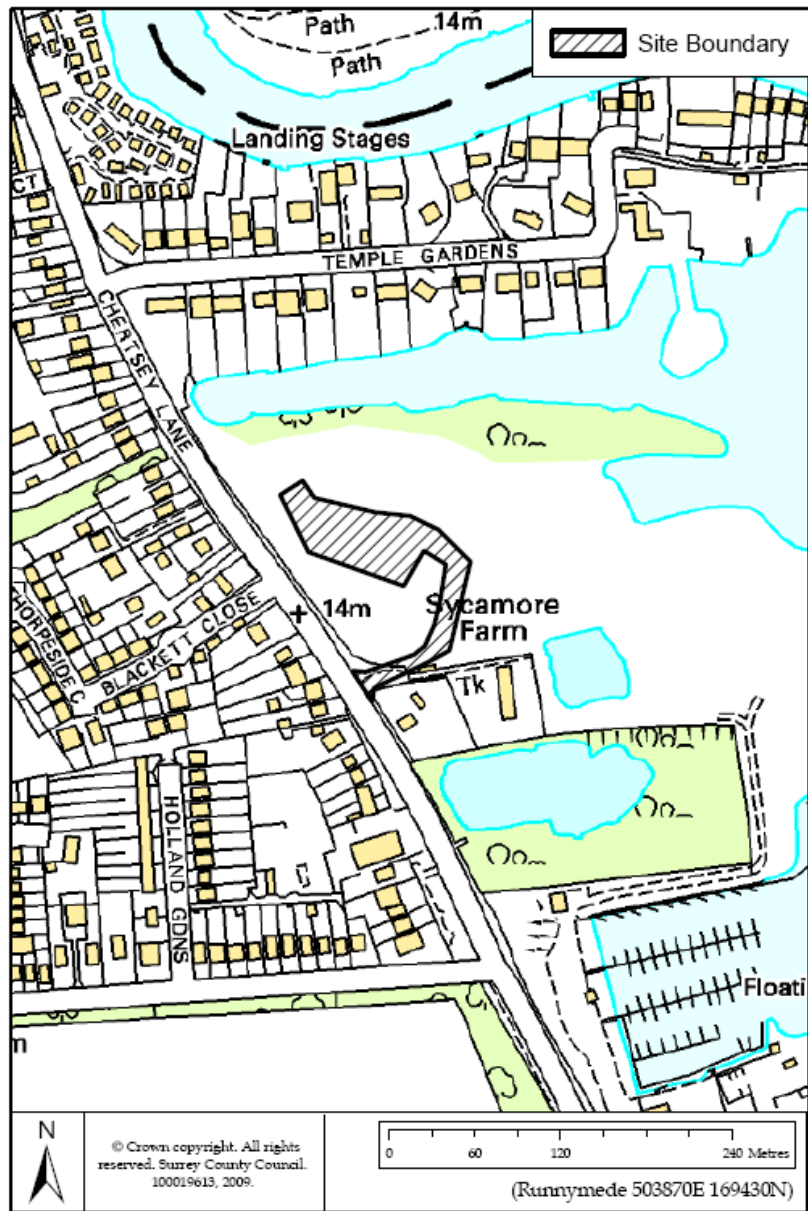 Path
14m
Path
Site Boundary
Landing Stages
CT
TEMPLE GARDENS
CHERTSEY LANE
14m
Sycamore
Farm
THORPESIDE C
BLACKETT CLOSE
Tk
HOLLAND GDNS
Floati
m
N
© Crown copyright. All rights
reserved. Surrey County Council.
100019613, 2009.
0 60 120 240 Metres
(Runnymede 503870E 169430N)